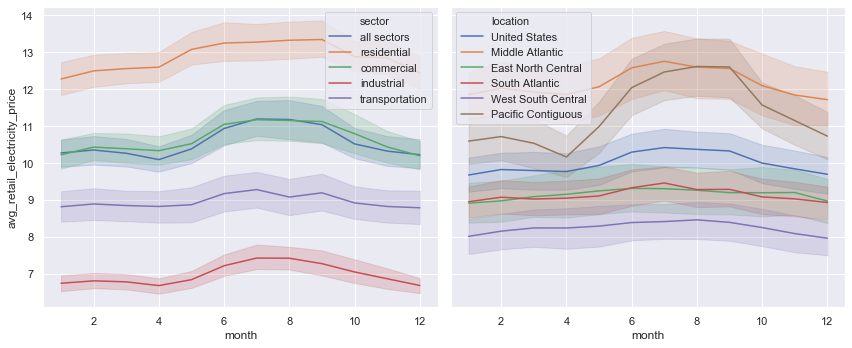 avg_retail_electricity_price
14
13
12
11
10
9
8
7
sector
all sectors
residential
commercial
industrial
transportation
2 4 6 8 10 12
month
location
United States
Middle Atlantic
East North Central
South Atlantic
West South Central
Pacific Contiguous
2 4 6 8 10 12
month